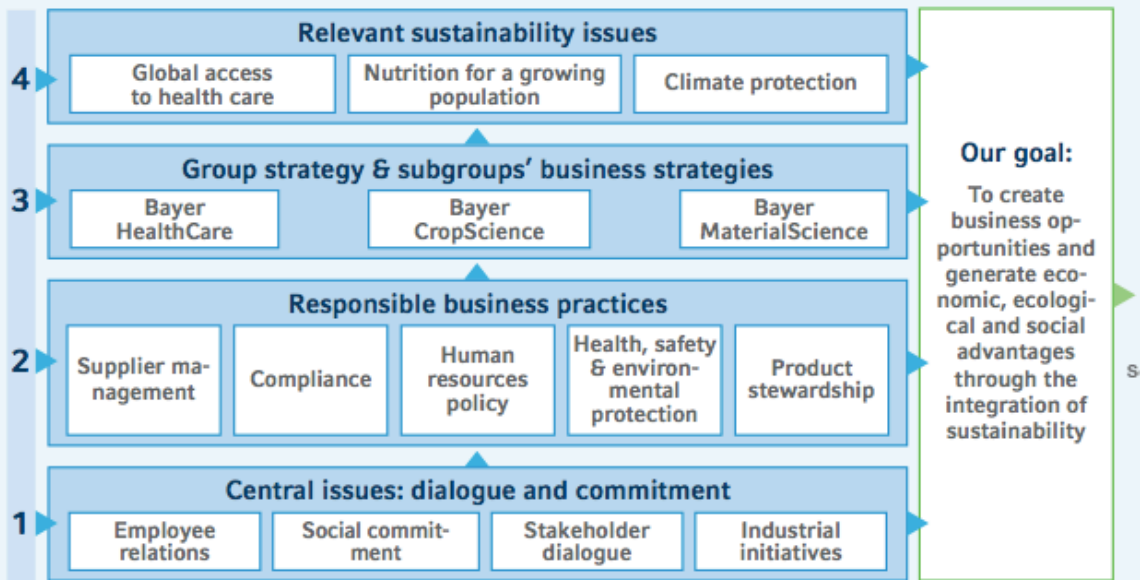 4
Relevant sustainability issues
Global access
to health care
Nutrition for a growing
population
Climate protection
3
Group strategy & subgroups’ business strategies
Bayer
HealthCare
Bayer
CropScience
Bayer
MaterialScience
2
Responsible business practices
Supplier ma-
nagement
Compliance
Human
resources
policy
Health, safety
& environ-
mental
protection
Product
stewardship
1
Central issues: dialogue and commitment
Employee
relations
Social commit-
ment
Stakeholder
dialogue
Industrial
initiatives
Our goal:
To create
business op-
portunities and
generate eco-
nomic, ecologi-
cal and social
advantages
through the
integration of
sustainability